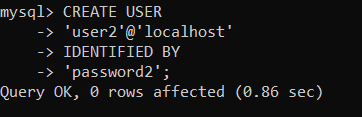 mysql> CREATE USER
    -> 'user2'@'localhost'
    -> IDENTIFIED BY
    -> 'password2';
Query OK, 0 rows affected (0.86 sec)